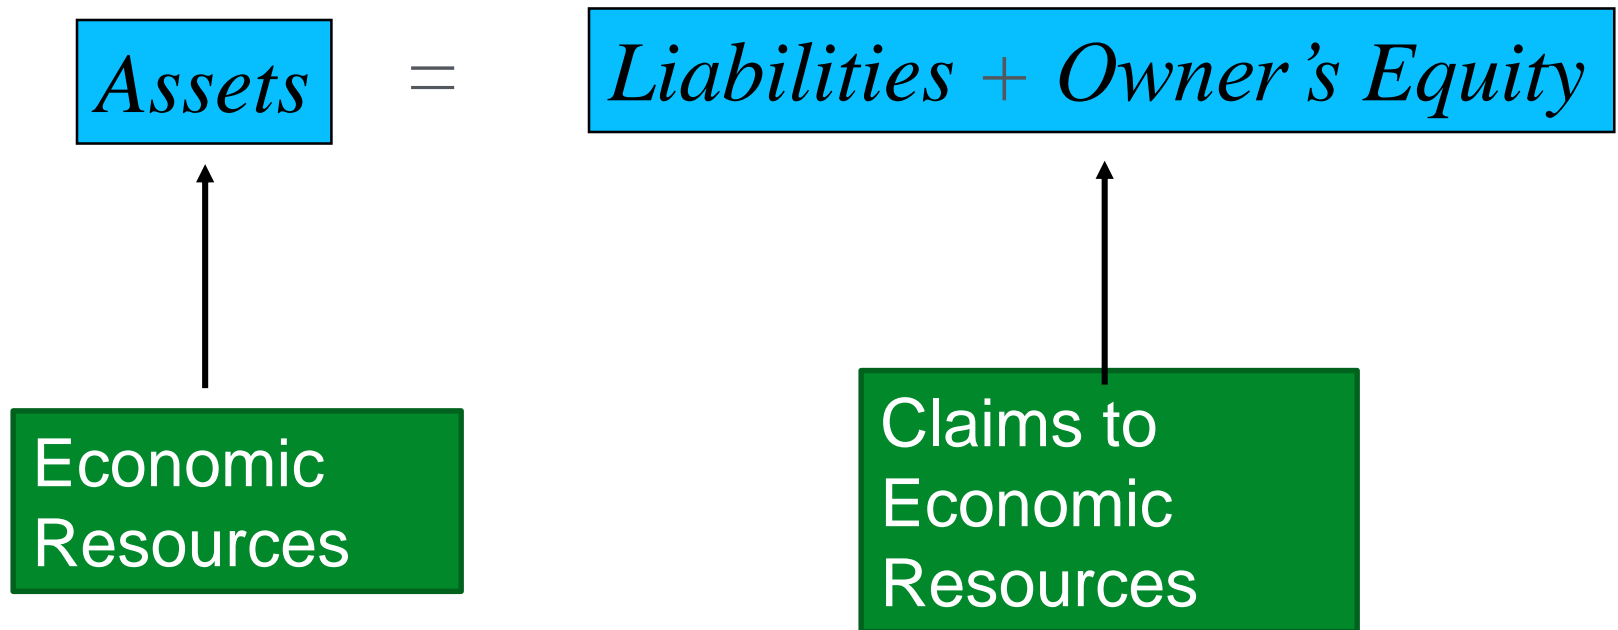 Assets = Liabilities + Owner’s Equity
Economic
Resources
Claims to
Economic
Resources